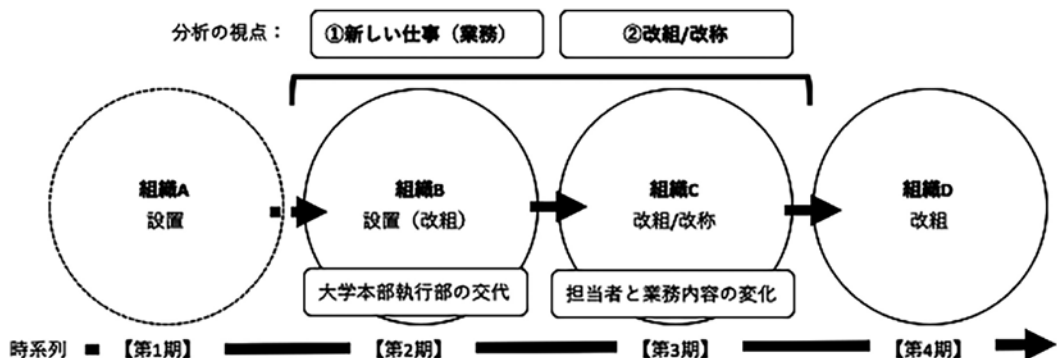 分析の視点：
①新しい仕事（業務）
②改組/改称
組織A
設置
組織B
設置（改組）
組織C
改組/改称
組織D
改組
大学本部執行部の交代
担当者と業務内容の変化
時系列
【第1期】
【第2期】
【第3期】
【第4期】